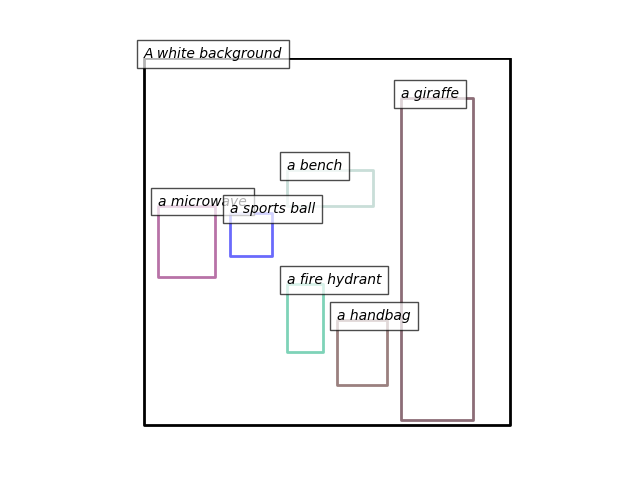 A white background
a giraffe
a bench
a microwave
a sports ball
a fire hydrant
a handbag